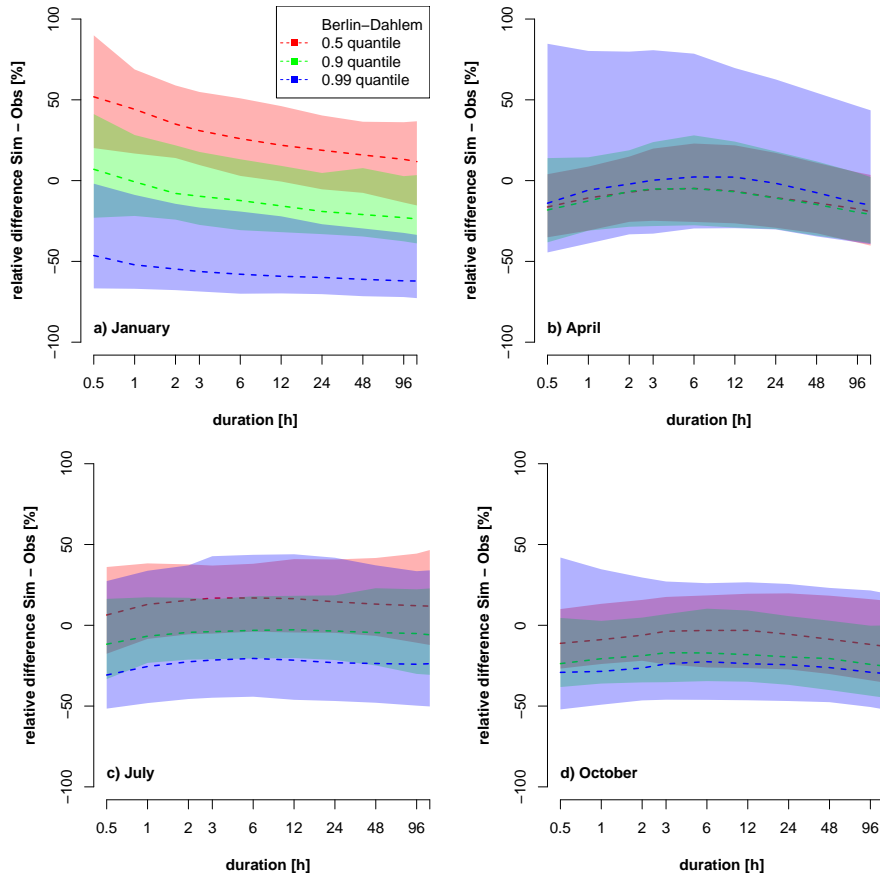 Berlin−Dahlem
0.5 quantile
0.9 quantile
0.99 quantile
relative difference Sim − Obs [%]
100
50
0
−50
−100
a) January
0.5 1 2 3 6 12 24 48 96
duration [h]
relative difference Sim − Obs [%]
100
50
0
−50
−100
b) April
0.5 1 2 3 6 12 24 48 96
duration [h]
relative difference Sim − Obs [%]
100
50
0
−50
−100
c) July
0.5 1 2 3 6 12 24 48 96
duration [h]
relative difference Sim − Obs [%]
100
50
0
−50
−100
d) October
0.5 1 2 3 6 12 24 48 96
duration [h]